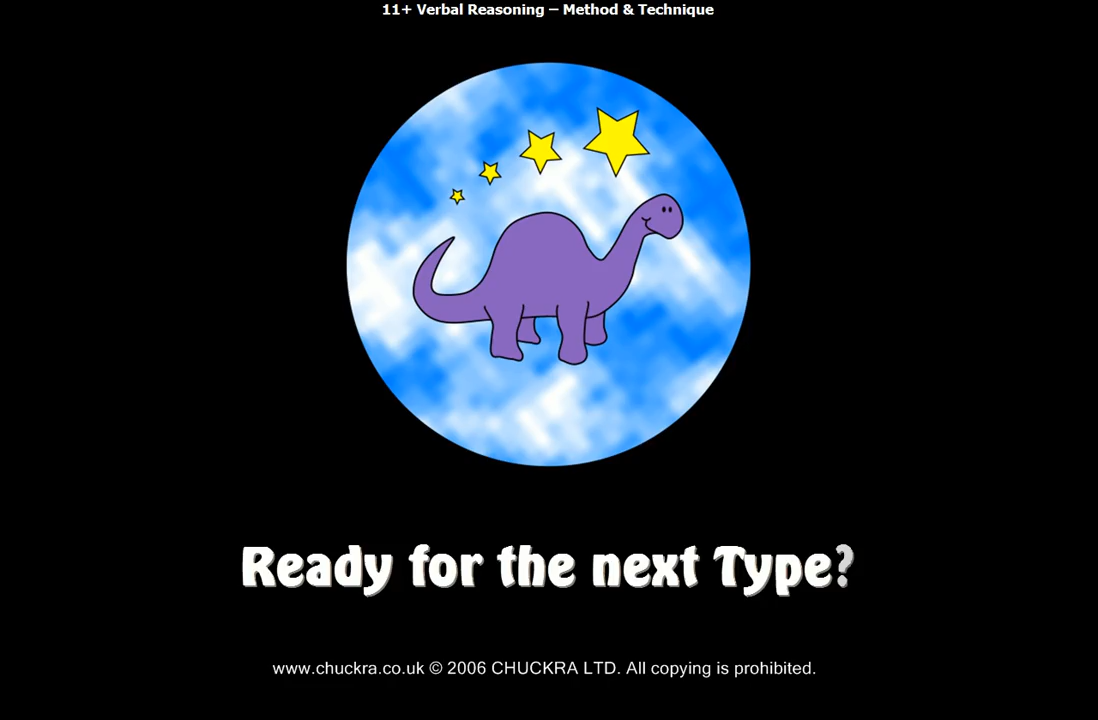 11+ Verbal Reasoning – Method & Technique
Ready for the next Type?
www.chuckra.co.uk © 2006 CHUCKRA LTD. All copying is prohibited.